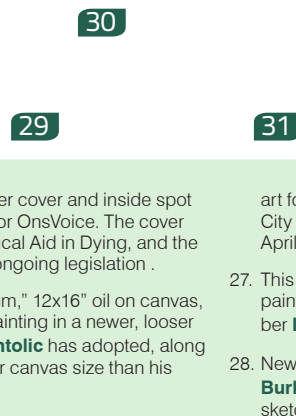 30
29
31
er cover and inside spot
or OnsVoice. The cover
ical Aid in Dying, and the
ongoing legislation .
m," 12x16" oil on canvas,
ainting in a newer, looser
ntolic has adopted, along
r canvas size than his
art fo
City
April
27. This
pain
ber
28. New
Burl
sketc